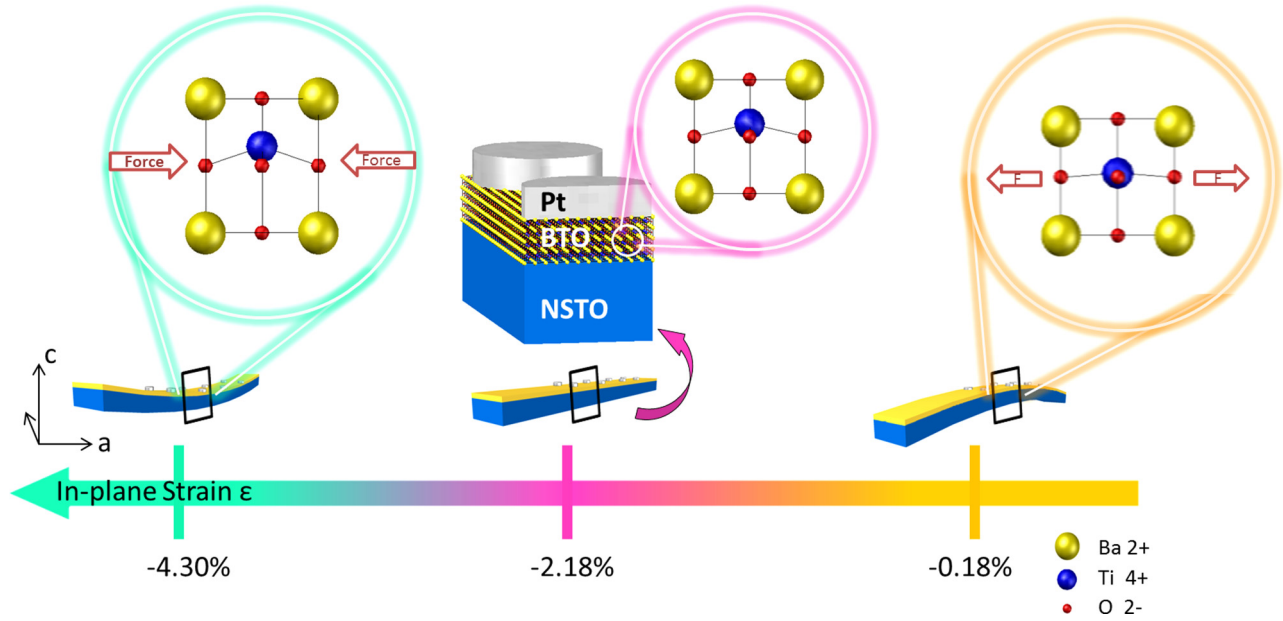 Force
Force
Pt
BTO
NSTO
F
F
c
a
In-plane Strain ε
-4.30%
-2.18%
-0.18%
Ba 2+
Ti 4+
O 2-